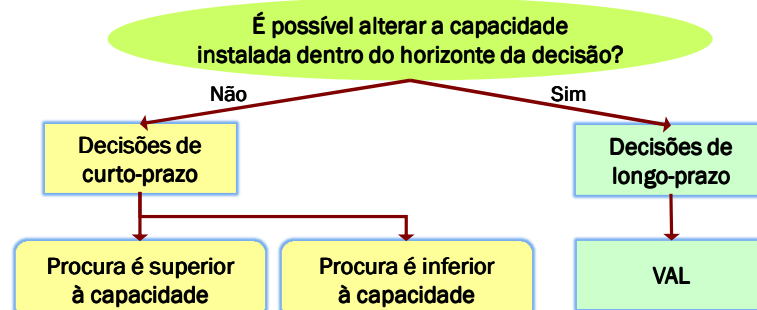 É possível alterar a capacidade
instalada dentro do horizonte da decisão?
Não
Sim
Decisões de
curto-prazo
Decisões de
longo-prazo
Procura é superior
à capacidade
Procura é inferior
à capacidade
VAL